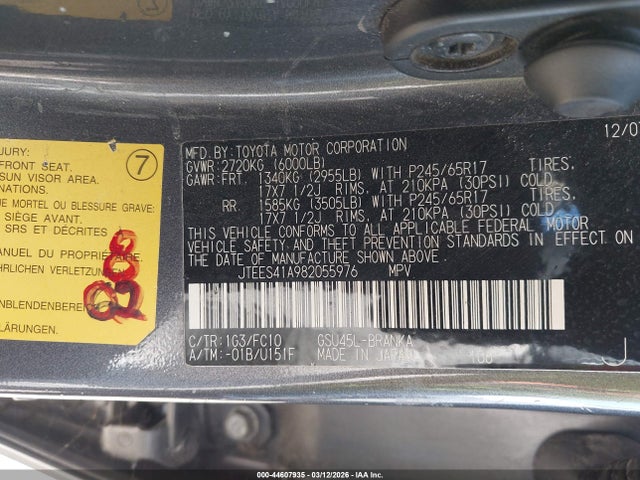 JURY:
FRONT SEAT.
SUN VISOR AREA.
NATIONS.
7
E MORTEL OU BLESSURE GRAVE:
SIÈGE AVANT.
SRS ET DÉCRITES
ANUEL DU PROPRIÉTAIRE.
ÄHRLICHEN VERLETZUN
NBLENDENBEREI
LÄRUNGEN.
82
MFD.BY: TOYOTA MOTOR CORPORATION 12/07
GVWR: 2720KG (6000LB)
GAWR: FRT. 1340KG (2955LB) WITH P245/65R17 TIRES.
17X7 1/2J RIMS. AT 210KPA (30PSI) COLD
RR. 1585KG (3505LB) WITH P245/65R17 TIRES.
17X7 1/2J RIMS. AT 210KPA (30PSI) COLD.
THIS VEHICLE CONFORMS TO ALL APPLICABLE FEDERAL MOTOR
VEHICLE SAFETY AND THEFT PREVENTION STANDARDS IN EFFECT ON
THE DATE OF MANUFACTURE SHOWN ABOVE.
JTEES41A982055976 MPV
C/TR: 1G3/FC10 GSU45L-BRANKA
A/TM: -01B/U151F MADE IN JAPAN J
000-44607935 - 03/12/2026 - IAAI.COM